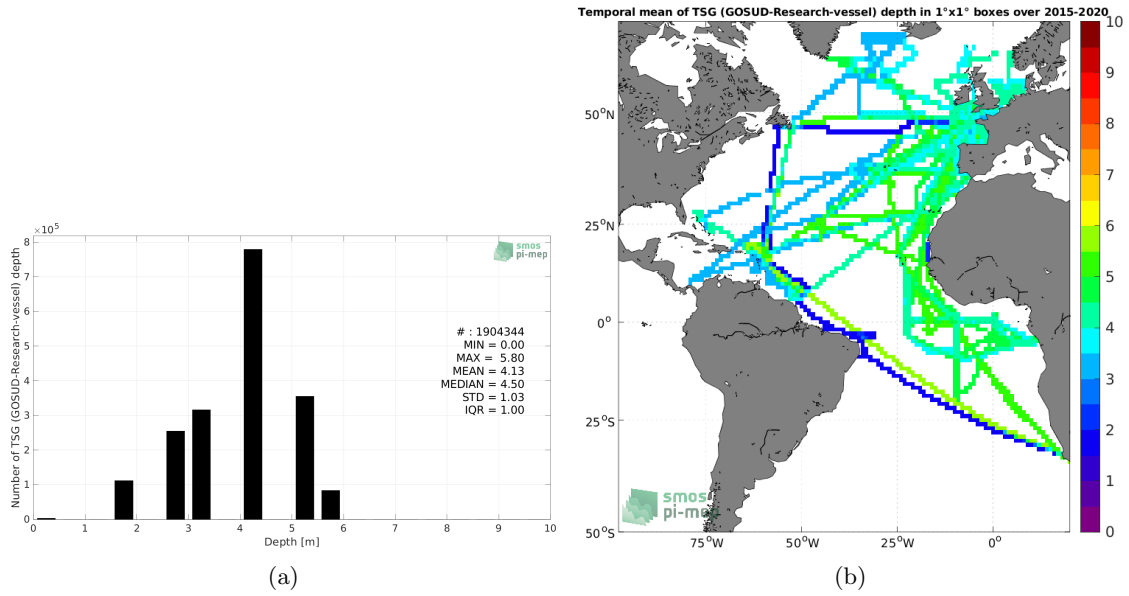 Temporal mean of TSG (GOSUD-Research-vessel) depth in 1°x1° boxes over 2015-2020
×10⁵
8
7
6
5
4
3
2
1
0
Number of TSG (GOSUD-Research-vessel) depth
smos
pi-mep
# : 1904344
MIN = 0.00
MAX = 5.80
MEAN = 4.13
MEDIAN = 4.50
STD = 1.03
IQR = 1.00
0 1 2 3 4 5 6 7 8 9 10
Depth [m]
(a)
50°N
25°N
0°
25°S
50°S
75°W 50°W 25°W 0°
smos
pi-mep
10
9
8
7
6
5
4
3
2
1
0
(b)